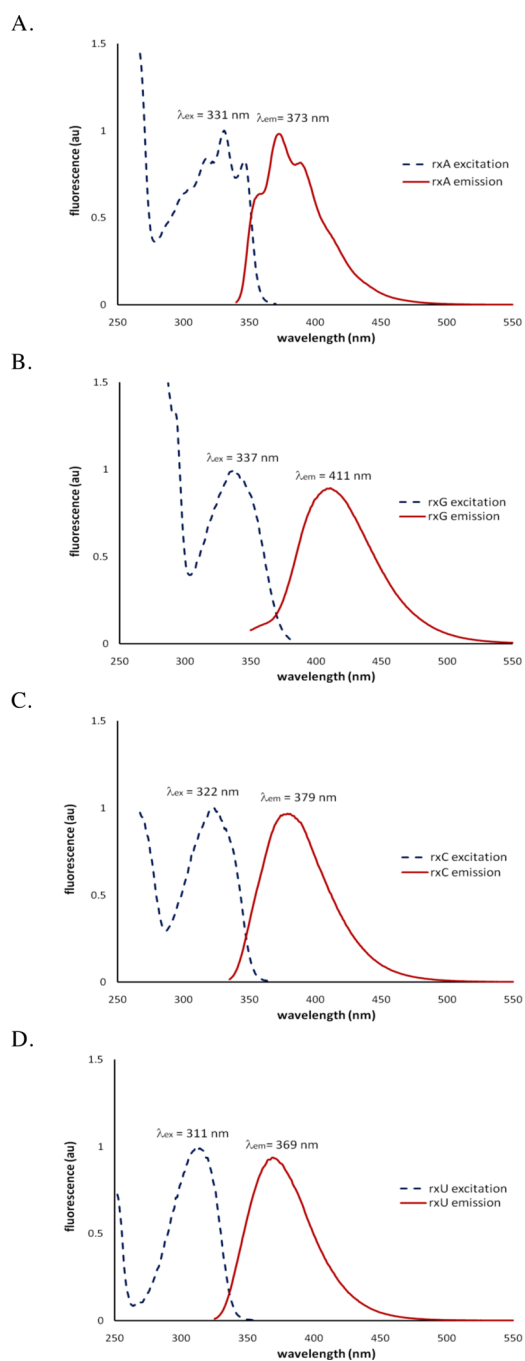 A.
1.5
λex = 331 nm λem= 373 nm
1
rxA excitation
rxA emission
0.5
0
250 300 350 400 450 500 550
wavelength (nm)
fluorescence (au)
B.
1.5
λex = 337 nm λem = 411 nm
1
rxG excitation
rxG emission
0.5
0
250 300 350 400 450 500 550
wavelength (nm)
fluorescence (au)
C.
1.5
λex = 322 nm λem = 379 nm
1
rxC excitation
rxC emission
0.5
0
250 300 350 400 450 500 550
wavelength (nm)
fluorescence (au)
D.
1.5
λex = 311 nm λem= 369 nm
1
rxU excitation
rxU emission
0.5
0
250 300 350 400 450 500 550
wavelength (nm)
fluorescence (au)